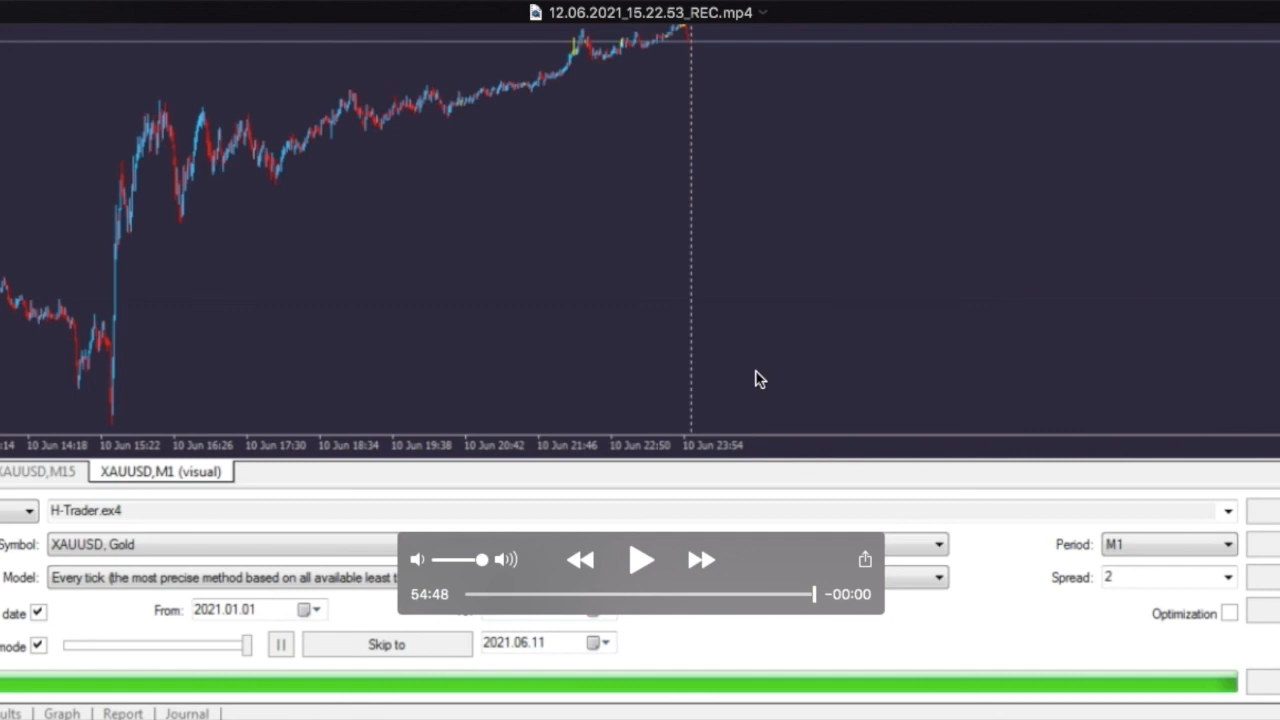 12.06.2021_15.22.53_REC.mp4
:14 10 Jun 14:18 10 Jun 15:22 10 Jun 16:26 10 Jun 17:30 10 Jun 18:34 10 Jun 19:38 10 Jun 20:42 10 Jun 21:46 10 Jun 22:50 10 Jun 23:54
XAUUSD,M15 XAUUSD,M1 (visual)
H-Trader.ex4
Symbol: XAUUSD, Gold Period: M1
Model: Every tick (the most precise method based on all available least t Spread: 2
54:48 -00:00
date From: 2021.01.01 Optimization
mode Skip to 2021.06.11
ults | Graph | Report | Journal |